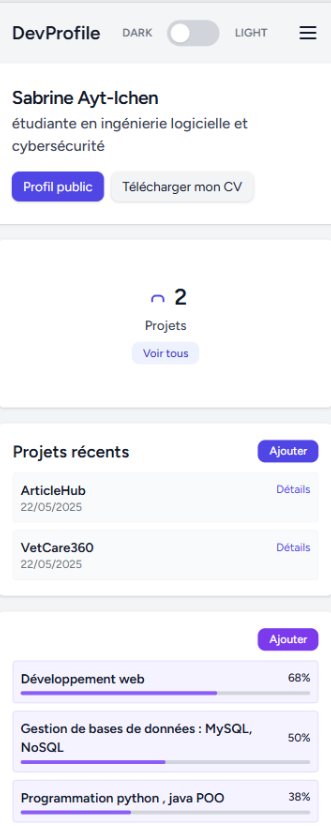 DevProfile DARK LIGHT
Sabrine Ayt-Ichen
étudiante en ingénierie logicielle et
cybersécurité
Profil public Télécharger mon CV
2
Projets
Voir tous
Projets récents Ajouter
ArticleHub Détails
22/05/2025
VetCare360 Détails
22/05/2025
Ajouter
Développement web 68%
Gestion de bases de données : MySQL, 50%
NoSQL
Programmation python , java POO 38%